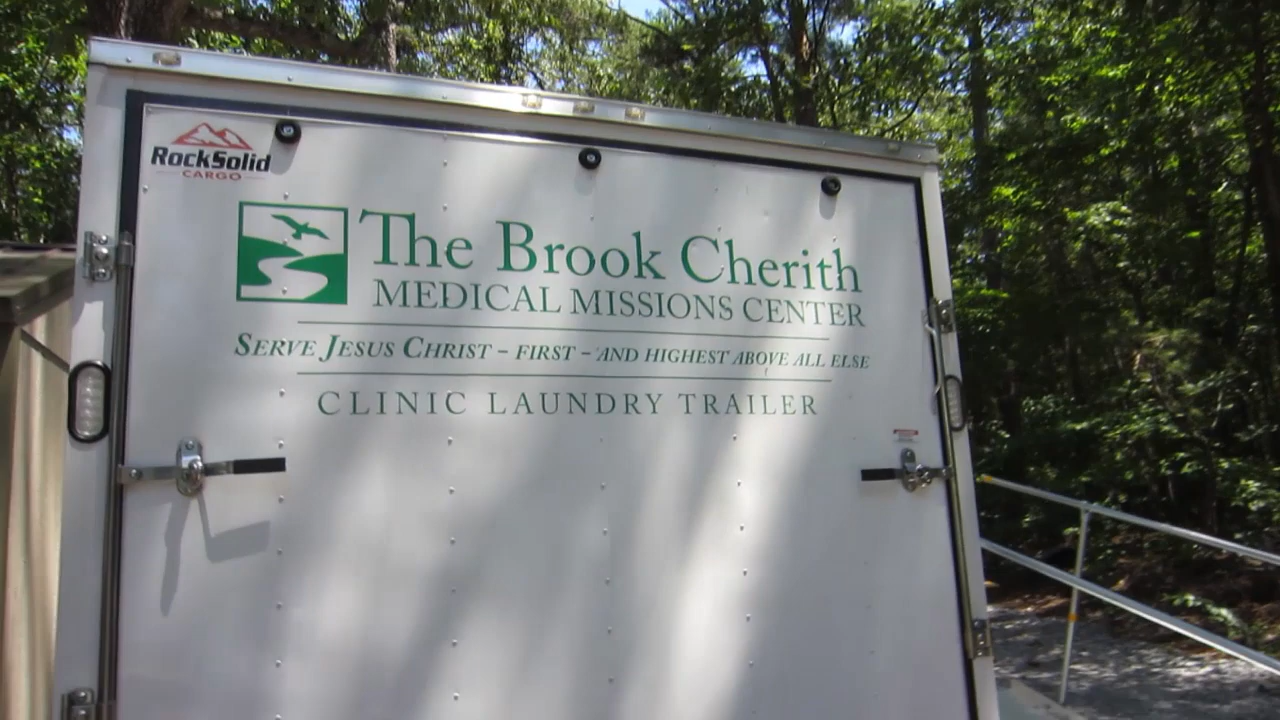 RockSolid
CARGO
The Brook Cherith
MEDICAL MISSIONS CENTER
SERVE JESUS CHRIST – FIRST – AND HIGHEST ABOVE ALL ELSE
CLINIC LAUNDRY TRAILER